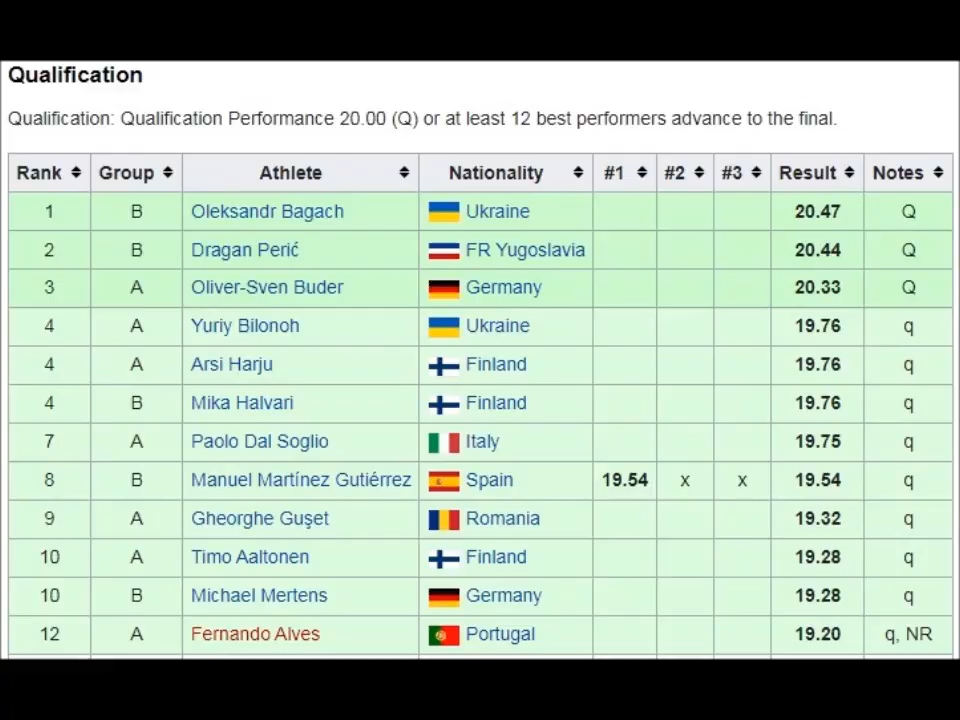 Qualification
Qualification: Qualification Performance 20.00 (Q) or at least 12 best performers advance to the final.
Rank Group Athlete Nationality #1 #2 #3 Result Notes
1 B Oleksandr Bagach Ukraine 20.47 Q
2 B Dragan Perić FR Yugoslavia 20.44 Q
3 A Oliver-Sven Buder Germany 20.33 Q
4 A Yuriy Bilonoh Ukraine 19.76 q
4 A Arsi Harju Finland 19.76 q
4 B Mika Halvari Finland 19.76 q
7 A Paolo Dal Soglio Italy 19.75 q
8 B Manuel Martínez Gutiérrez Spain 19.54 x x 19.54 q
9 A Gheorghe Guşet Romania 19.32 q
10 A Timo Aaltonen Finland 19.28 q
10 B Michael Mertens Germany 19.28 q
12 A Fernando Alves Portugal 19.20 q, NR